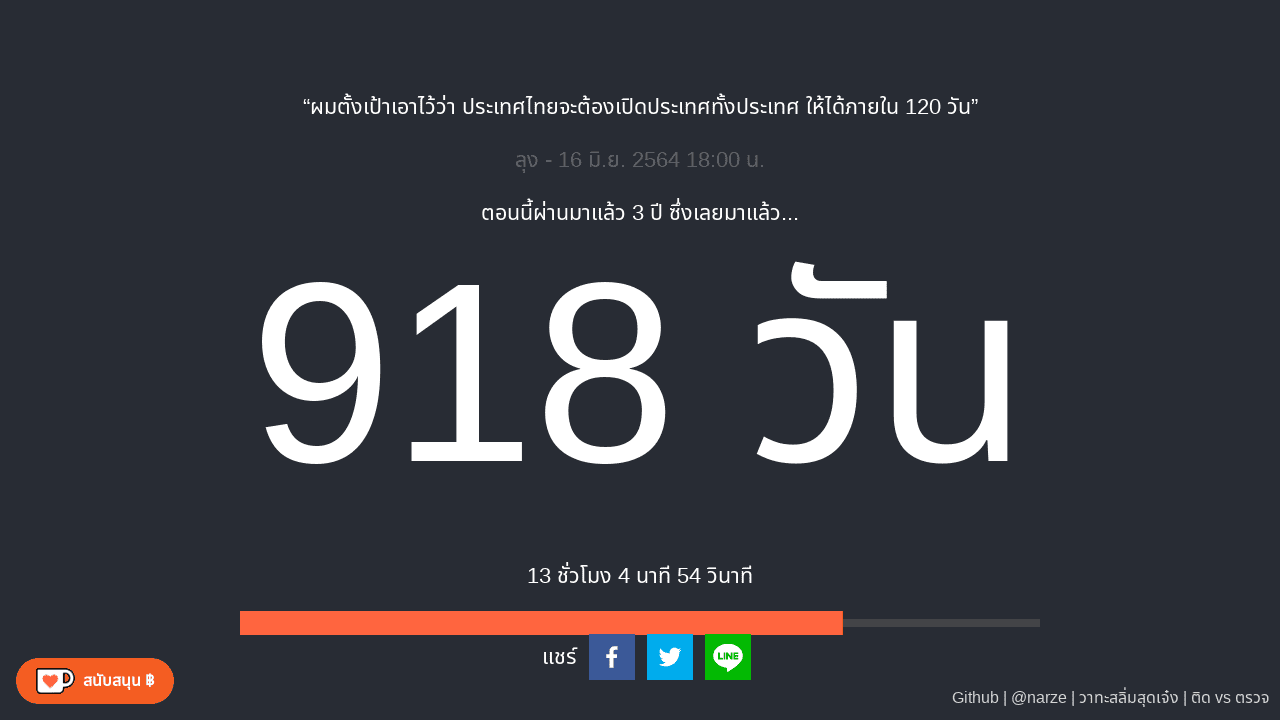 “ผมตั้งเป้าเอาไว้ว่า ประเทศไทยจะต้องเปิดประเทศทั้งประเทศ ให้ได้ภายใน 120 วัน”
ลุง - 16 มิ.ย. 2564 18:00 น.
ตอนนี้ผ่านมาแล้ว 3 ปี ซึ่งเลยมาแล้ว...
918 วัน
13 ชั่วโมง 4 นาที 54 วินาที
แชร์
LINE
สนับสนุน ฿
Github | @narze | วาทะสลิ่มสุดเจ๋ง | ติด vs ตรวจ